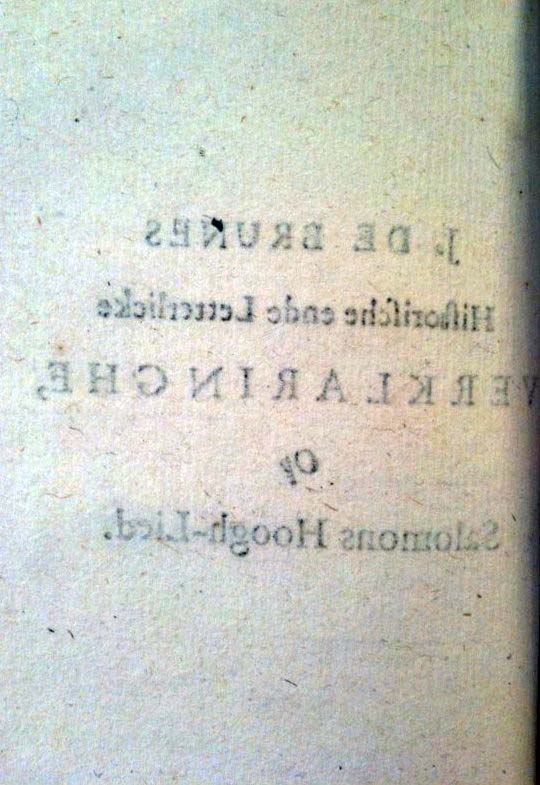 J. DE BRUNES
Hiſtoriſche ende Letterlicke
VERKLARINGHE,
Op
Salomons Hoogh-Lied.